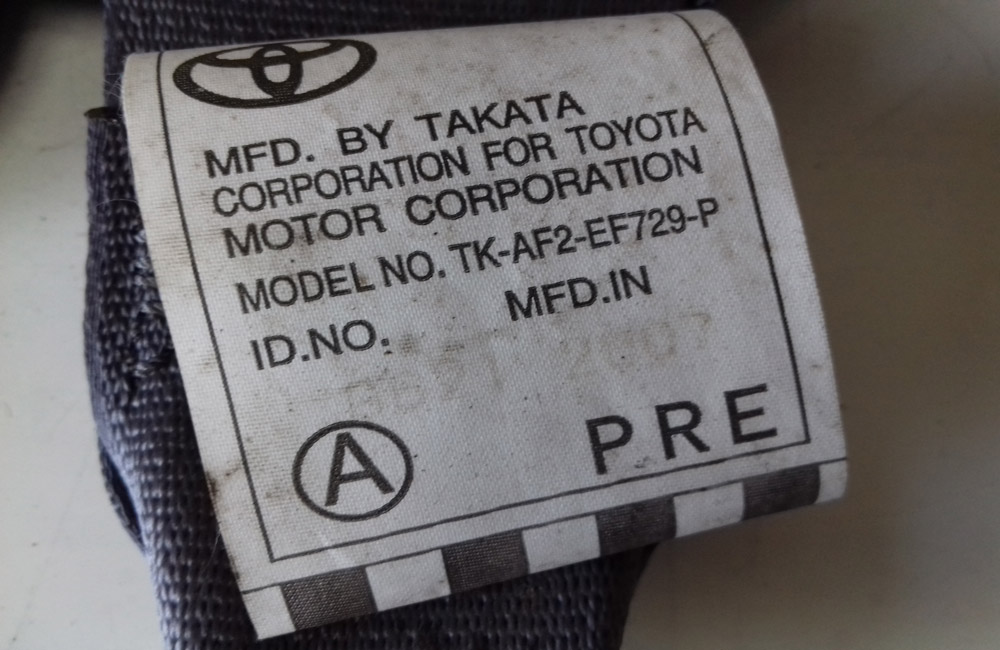 MFD. BY TAKATA
CORPORATION FOR TOYOTA
MOTOR CORPORATION
MODEL NO. TK-AF2-EF729-P
ID.NO. MFD.IN
A PRE